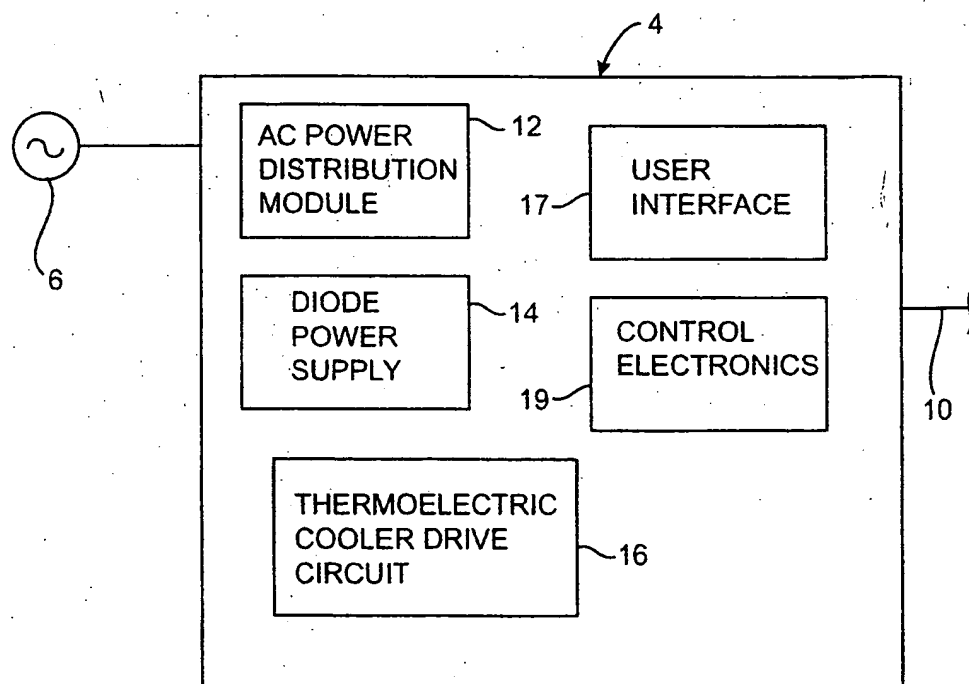 4
AC POWER
DISTRIBUTION
MODULE
12
USER
INTERFACE
17
6
DIODE
POWER
SUPPLY
14
CONTROL
ELECTRONICS
19
10
THERMOELECTRIC
COOLER DRIVE
CIRCUIT
16